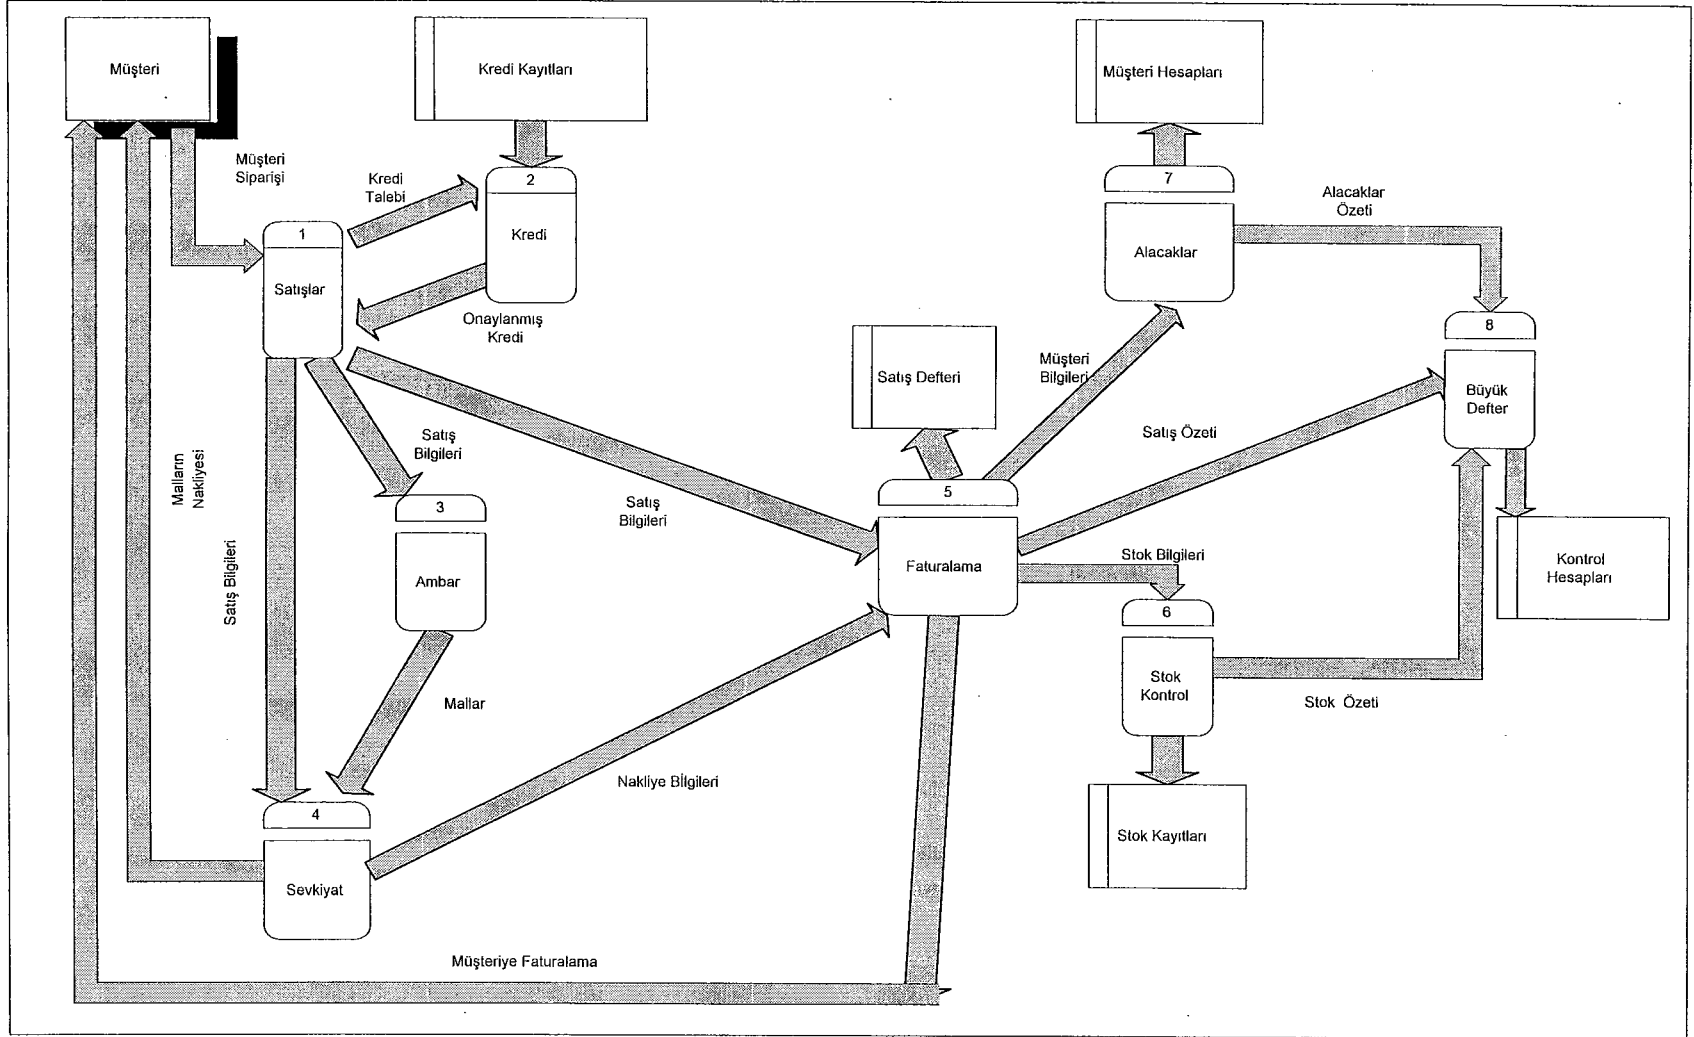 Müşteri
Kredi Kayıtları
Müşteri Hesapları
Müşteri
Siparişi
Kredi
Talebi
2
Kredi
7
Alacaklar
Alacaklar
Özeti
1
Satışlar
Onaylanmış
Kredi
8
Büyük
Defter
Satış Defteri
Müşteri
Bilgileri
Satış Özeti
Malların
Nakliyesi
Satış
Bilgileri
Satış
Bilgileri
3
Ambar
5
Faturalama
Stok Bilgileri
Kontrol
Hesapları
Satış Bilgileri
6
Stok
Kontrol
Stok Özeti
Mallar
Nakliye Bilgileri
4
Sevkiyat
Stok Kayıtları
Müşteriye Faturalama